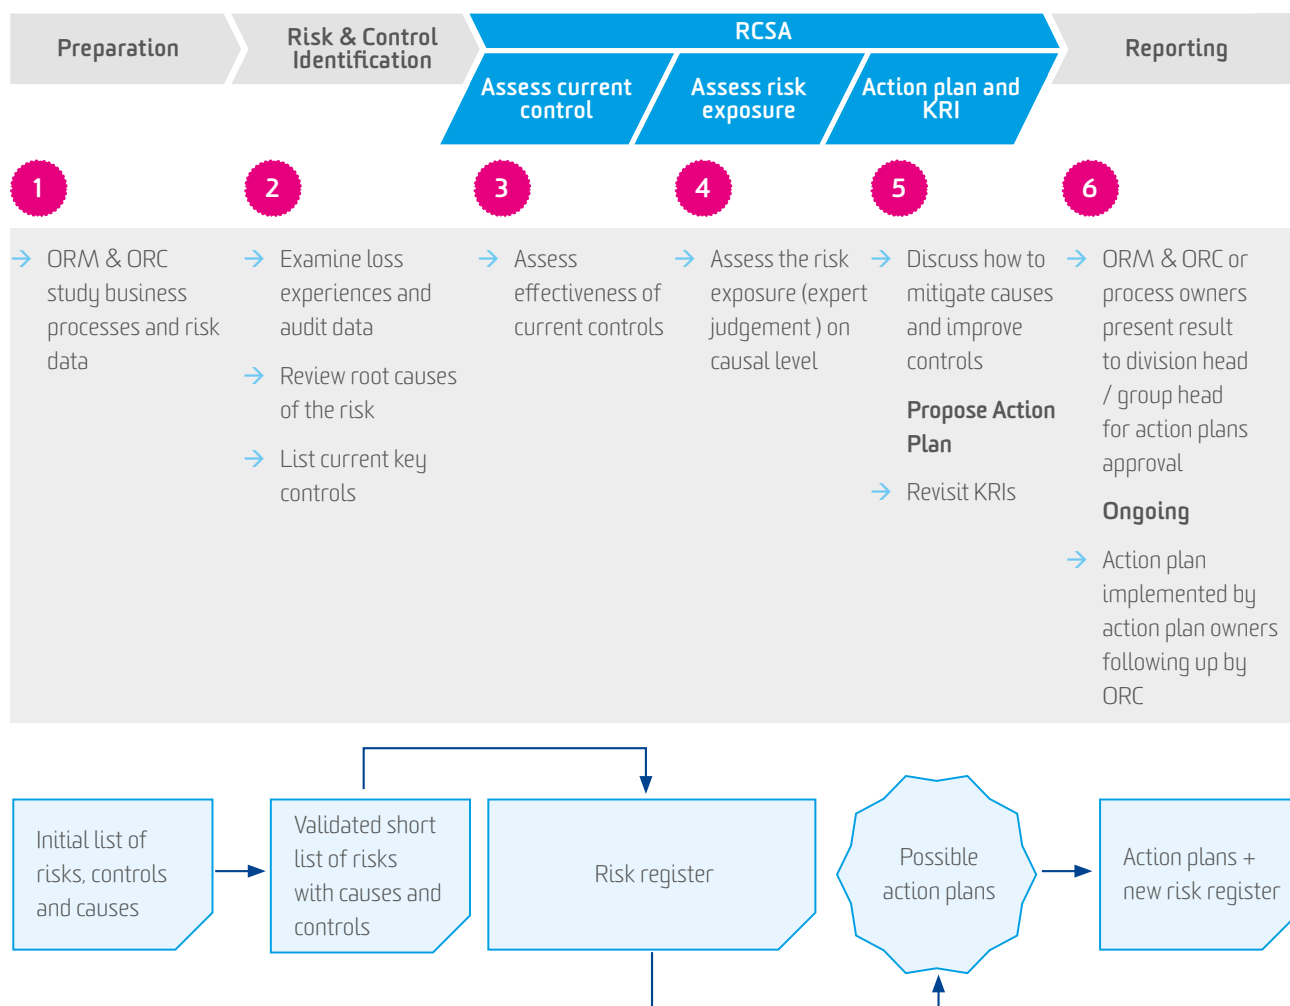 Preparation
Risk & Control
Identification
RCSA
Assess current
control
Assess risk
exposure
Action plan and
KRI
Reporting
1
2
3
4
5
6
→ ORM & ORC
study business
processes and risk
data
→ Examine loss
experiences and
audit data
→ Review root causes
of the risk
→ List current key
controls
→ Assess
effectiveness of
current controls
→ Assess the risk
exposure (expert
judgement ) on
causal level
→ Discuss how to
mitigate causes
and improve
controls
Propose Action
Plan
→ Revisit KRIs
→ ORM & ORC or
process owners
present result
to division head
/ group head
for action plans
approval
Ongoing
→ Action plan
implemented by
action plan owners
following up by
ORC
Initial list of
risks, controls
and causes
Validated short
list of risks
with causes and
controls
Risk register
Possible
action plans
Action plans +
new risk register